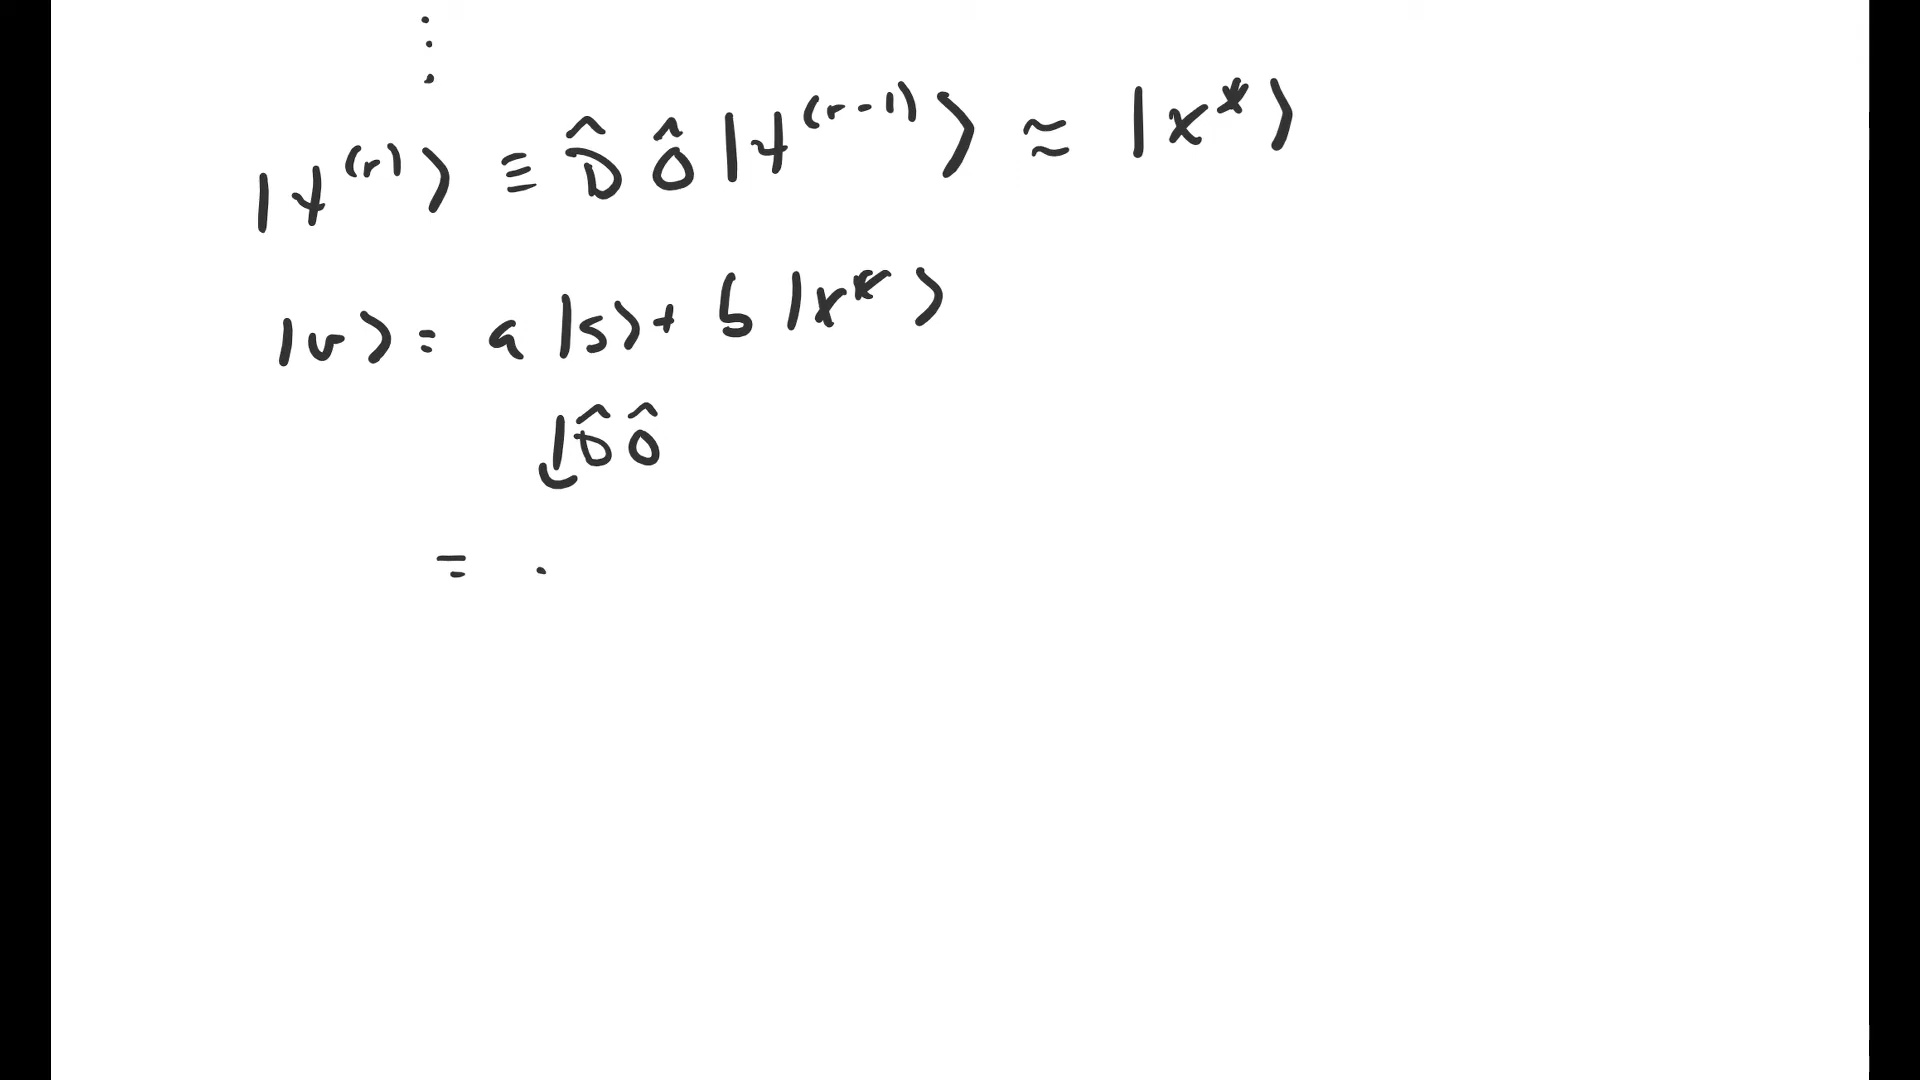 ⋮
|ψ⁽ʳ⁾⟩ ≡ D̂ Ô |ψ⁽ʳ⁻¹⁾⟩ ≈ |x*⟩
|v⟩ = a |s⟩ + b |x*⟩
↓ D̂ Ô
= .